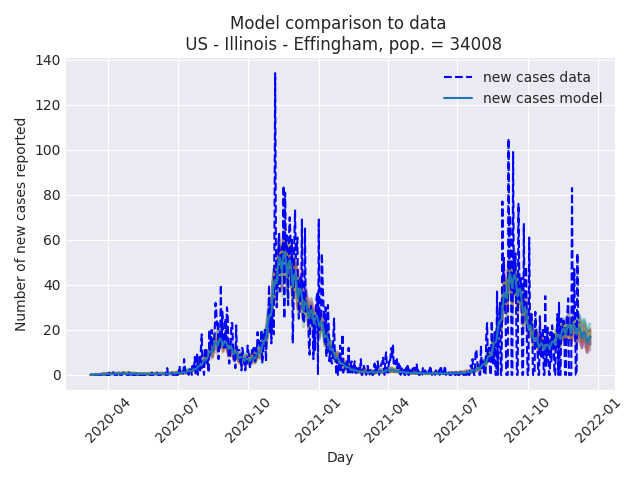 Model comparison to data
US - Illinois - Effingham, pop. = 34008
new cases data
new cases model
Number of new cases reported
140
120
100
80
60
40
20
0
2020-04
2020-07
2020-10
2021-01
2021-04
2021-07
2021-10
2022-01
Day